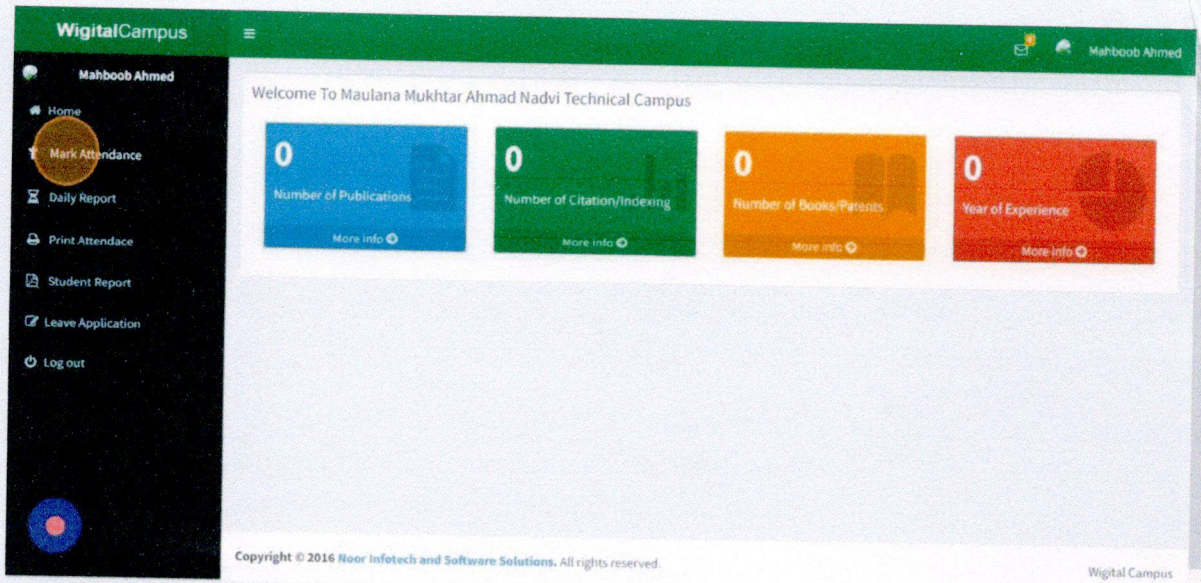 WigitalCampus
Mahboob Ahmed
Mahboob Ahmed
Home
Mark Attendance
Daily Report
Print Attendace
Student Report
Leave Application
Log out
Welcome To Maulana Mukhtar Ahmad Nadvi Technical Campus
0
Number of Publications
More info
0
Number of Citation/Indexing
More info
0
Number of Books/Patents
More info
0
Year of Experience
More info
Copyright © 2016 Noor Infotech and Software Solutions. All rights reserved.
Wigital Campus